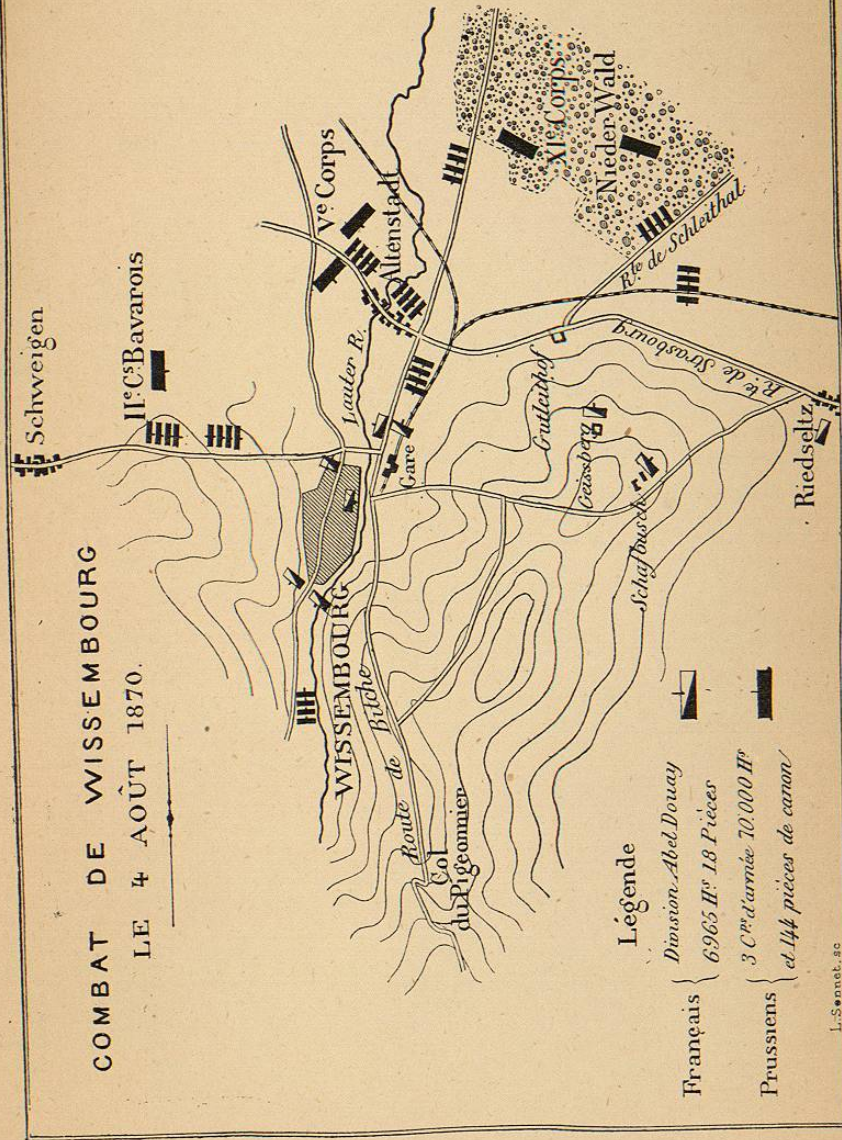 COMBAT DE WISSEMBOURG
LE 4 AOÛT 1870.
Schweigen
IIe. Cs. Bavarois
Ve Corps
Altenstadt
XIe Corps
Nieder Wald
Lauter R.
Gare
WISSEMBOURG
Route de Bitche
Col
du Pigeonnier
Gutleithof
Geissberg
Schafbusch
Rte de Schleithal
Rte de Strasbourg
Riedseltz
Légende
Français { Division Abel Douay
6965 Hs 18 Pièces
Prussiens { 3 Cps d'armée 70.000 Hs
et 144 pièces de canon
L. Sonnet. sc